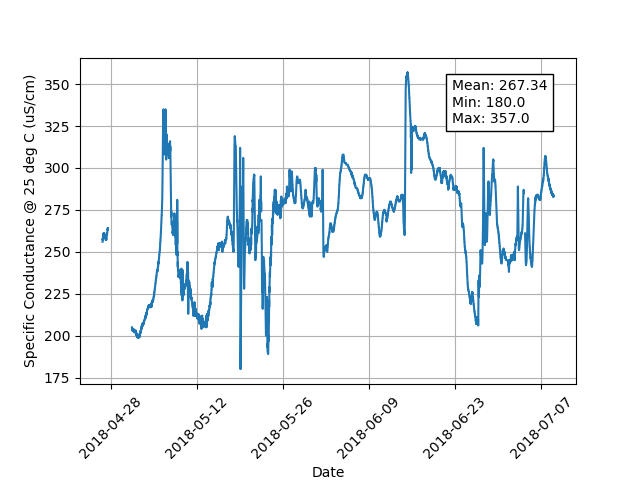 350
325
300
275
250
225
200
175
Specific Conductance @ 25 deg C (uS/cm)
Mean: 267.34
Min: 180.0
Max: 357.0
2018-04-28
2018-05-12
2018-05-26
2018-06-09
2018-06-23
2018-07-07
Date